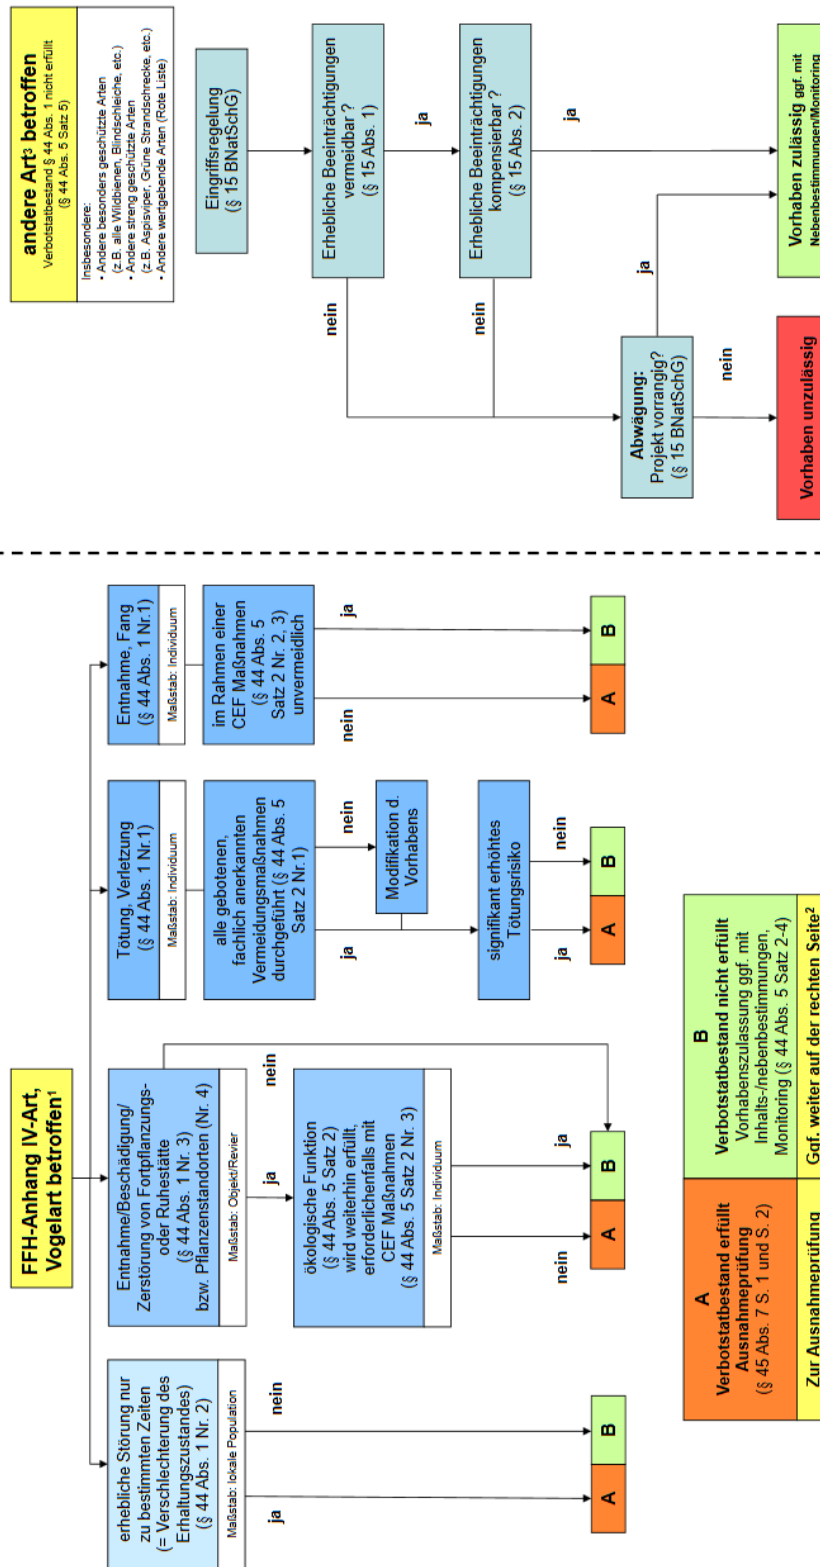 FFH-Anhang IV-Art,
Vogelart betroffen¹
erhebliche Störung nur
zu bestimmten Zeiten
(= Verschlechterung des
Erhaltungszustandes)
(§ 44 Abs. 1 Nr. 2)
Maßstab: lokale Population
ja
nein
A
B
Entnahme/Beschädigung/
Zerstörung von Fortpflanzungs-
oder Ruhestätte
(§ 44 Abs. 1 Nr. 3)
bzw. Pflanzenstandorten (Nr. 4)
Maßstab: Objekt/Revier
ja
nein
ökologische Funktion
(§ 44 Abs. 5 Satz 2)
wird weiterhin erfüllt,
erforderlichenfalls mit
CEF Maßnahmen
(§ 44 Abs. 5 Satz 2 Nr. 3)
Maßstab: Individuum
nein
ja
A
B
Tötung, Verletzung
(§ 44 Abs. 1 Nr.1)
Maßstab: Individuum
alle gebotenen,
fachlich anerkannten
Vermeidungsmaßnahmen
durchgeführt (§ 44 Abs. 5
Satz 2 Nr.1)
ja
nein
Modifikation d.
Vorhabens
signifikant erhöhtes
Tötungsrisiko
ja
nein
A
B
Entnahme, Fang
(§ 44 Abs. 1 Nr.1)
Maßstab: Individuum
im Rahmen einer
CEF Maßnahmen
(§ 44 Abs. 5
Satz 2 Nr. 2, 3)
unvermeidlich
nein
ja
A
B
A
Verbotstatbestand erfüllt
Ausnahmeprüfung
(§ 45 Abs. 7 S. 1 und S. 2)
Zur Ausnahmeprüfung
B
Verbotstatbestand nicht erfüllt
Vorhabenszulassung ggf. mit
Inhalts-/nebenbestimmungen,
Monitoring (§ 44 Abs. 5 Satz 2-4)
Ggf. weiter auf der rechten Seite²
andere Art³ betroffen
Verbotstatbestand § 44 Abs. 1 nicht erfüllt
(§ 44 Abs. 5 Satz 5)
Insbesondere:
• Andere besonders geschützte Arten
(z.B. alle Wildbienen, Blindschleiche, etc.)
• Andere streng geschützte Arten
(z.B. Aspisviper, Grüne Strandschrecke, etc.)
• Andere wertgebende Arten (Rote Liste)
Eingriffsregelung
(§ 15 BNatSchG)
Erhebliche Beeinträchtigungen
vermeidbar ?
(§ 15 Abs. 1)
nein
ja
Erhebliche Beeinträchtigungen
kompensierbar ?
(§ 15 Abs. 2)
nein
ja
Abwägung:
Projekt vorrangig?
(§ 15 BNatSchG)
ja
nein
Vorhaben unzulässig
Vorhaben zulässig ggf. mit
Nebenbestimmungen/Monitoring